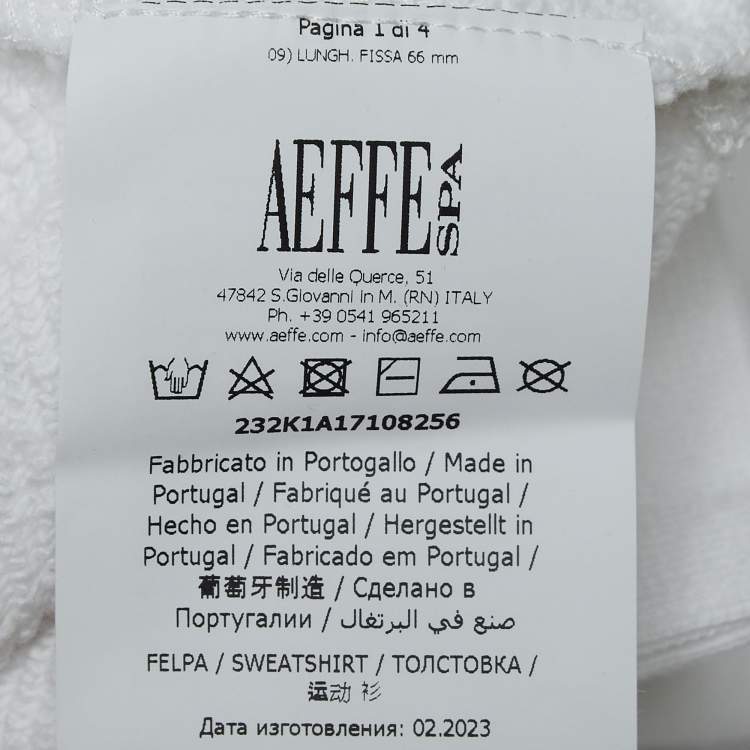 Pagina 1 di 4
09) LUNGH. FISSA 66 mm
AEFFE SPA
Via delle Querce, 51
47842 S.Giovanni in M. (RN) ITALY
Ph. +39 0541 965211
www.aeffe.com - info@aeffe.com
232K1A17108256
Fabbricato in Portogallo / Made in
Portugal / Fabriqué au Portugal /
Hecho en Portugal / Hergestellt in
Portugal / Fabricado em Portugal /
葡萄牙制造 / Сделано в
Португалии / صنع في البرتغال
FELPA / SWEATSHIRT / ТОЛСТОВКА /
运动 衫
Дата изготовления: 02.2023